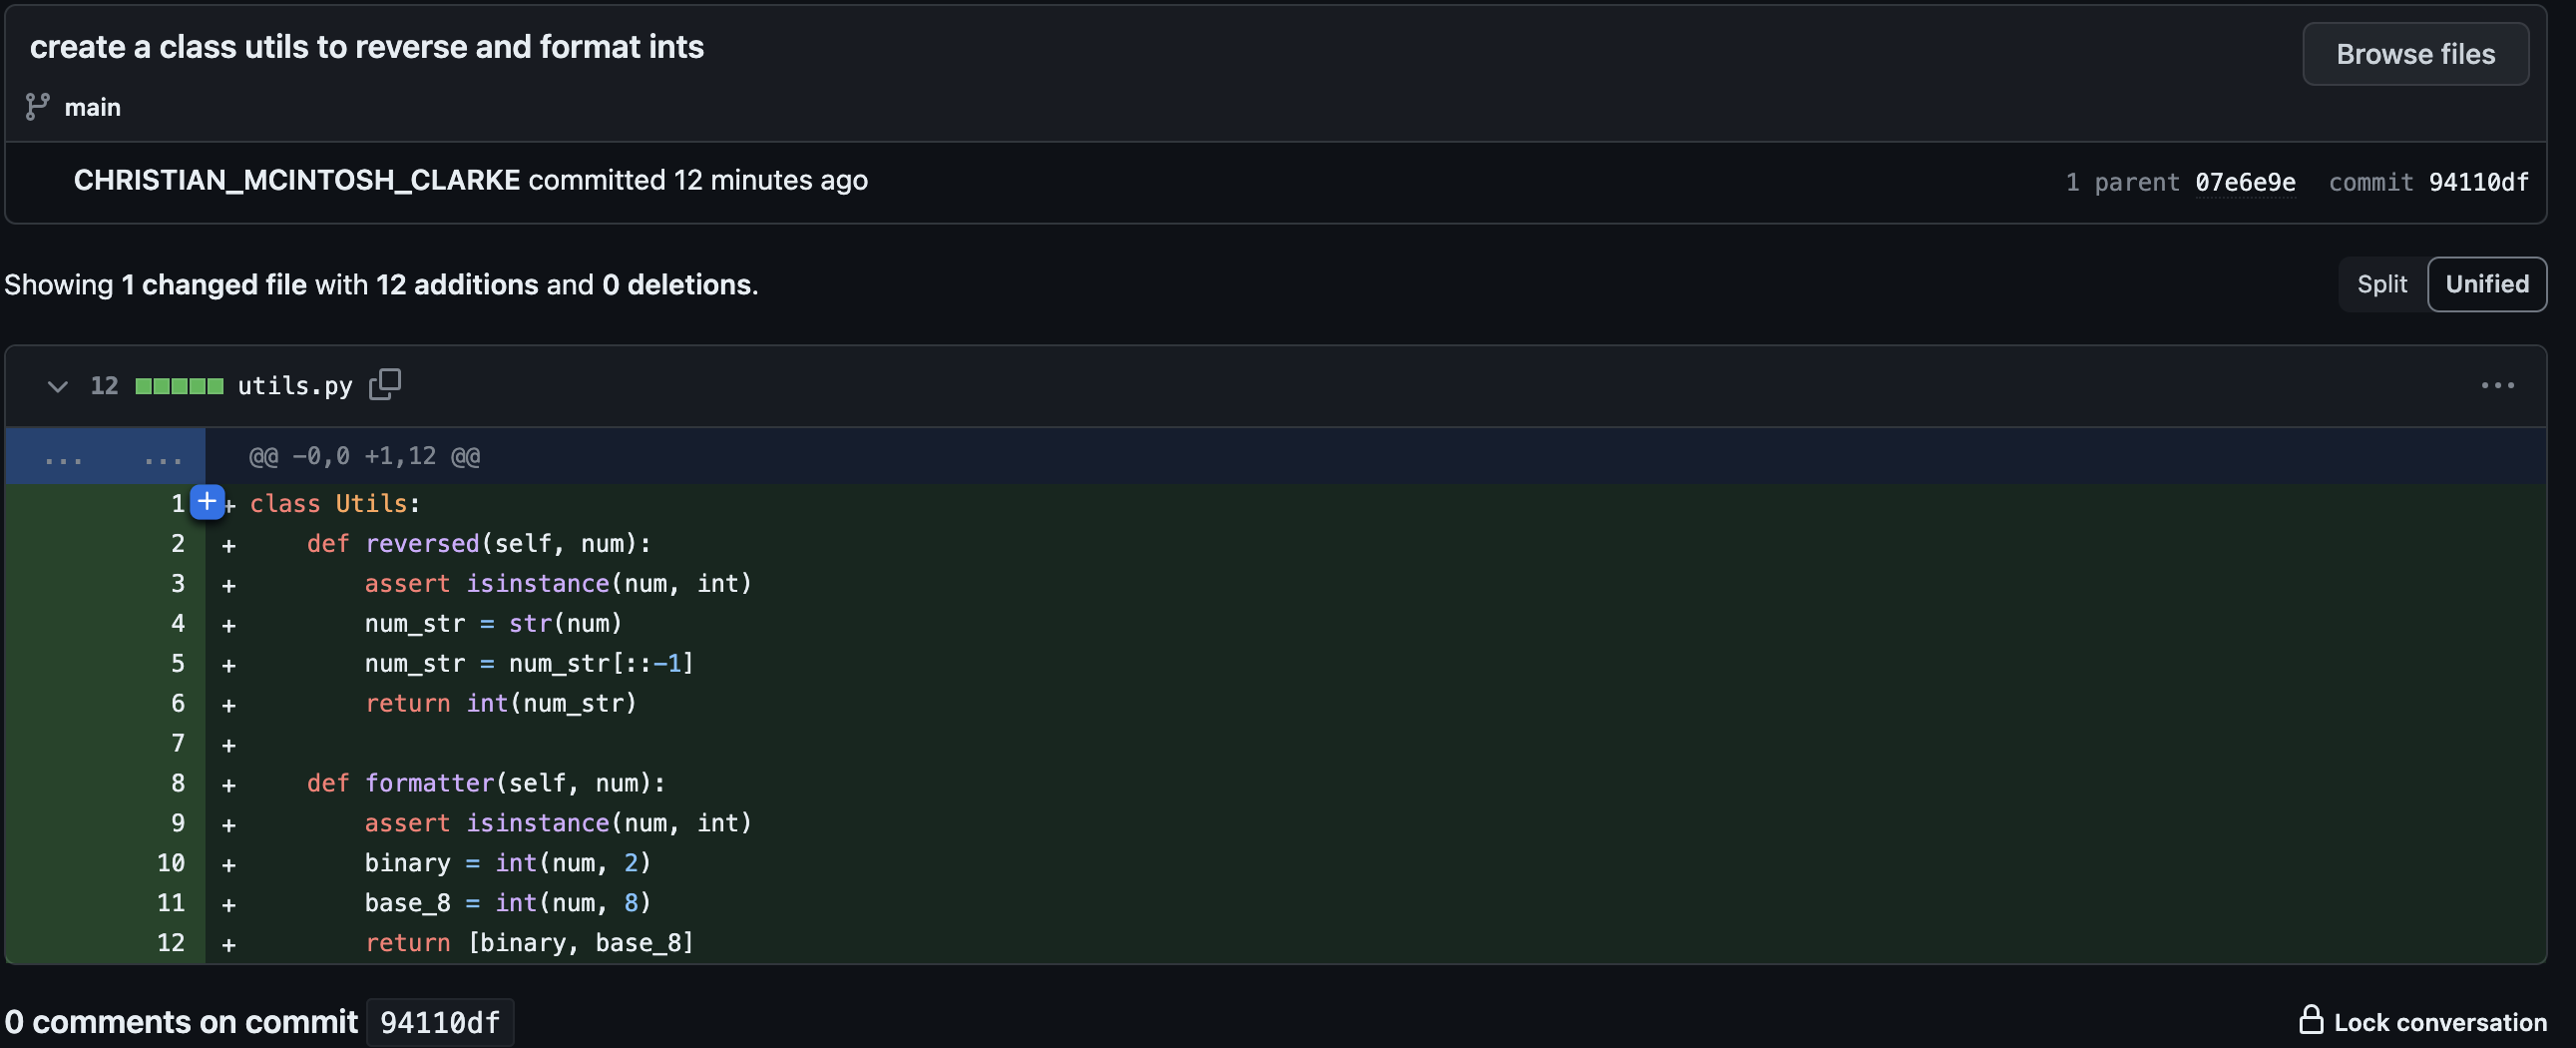 create a class utils to reverse and format ints
Browse files
main
CHRISTIAN_MCINTOSH_CLARKE committed 12 minutes ago
1 parent 07e6e9e commit 94110df
Showing 1 changed file with 12 additions and 0 deletions.
Split Unified
12 utils.py
... ... @@ -0,0 +1,12 @@
1 + class Utils:
2 +     def reversed(self, num):
3 +         assert isinstance(num, int)
4 +         num_str = str(num)
5 +         num_str = num_str[::-1]
6 +         return int(num_str)
7 +
8 +     def formatter(self, num):
9 +         assert isinstance(num, int)
10 +         binary = int(num, 2)
11 +         base_8 = int(num, 8)
12 +         return [binary, base_8]
0 comments on commit 94110df
Lock conversation